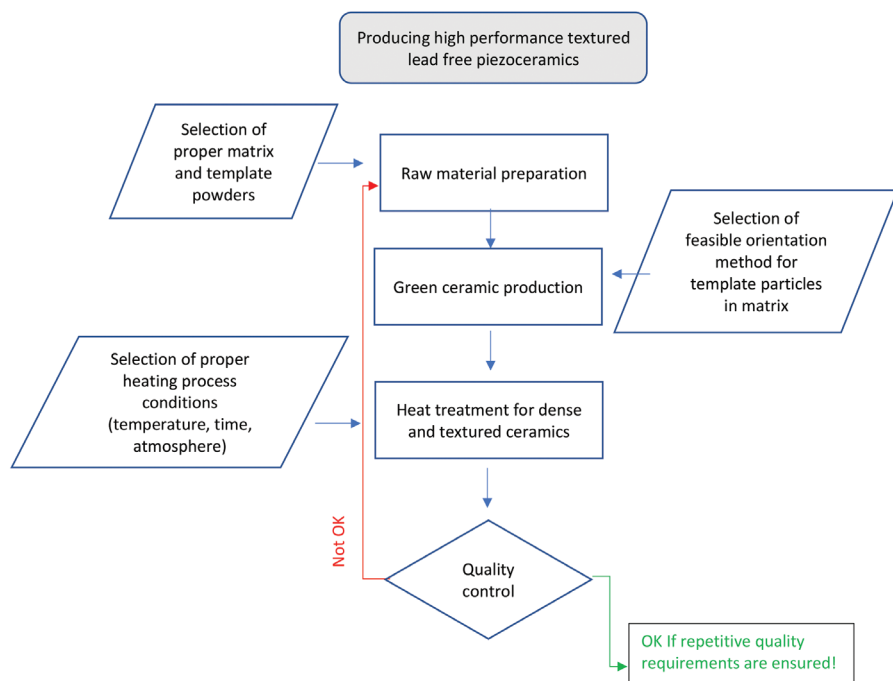 Producing high performance textured
lead free piezoceramics
Selection of
proper matrix
and template
powders
Raw material preparation
Selection of
feasible orientation
method for
template particles
in matrix
Green ceramic production
Selection of proper
heating process
conditions
(temperature, time,
atmosphere)
Heat treatment for dense
and textured ceramics
Not OK
Quality
control
OK If repetitive quality
requirements are ensured!